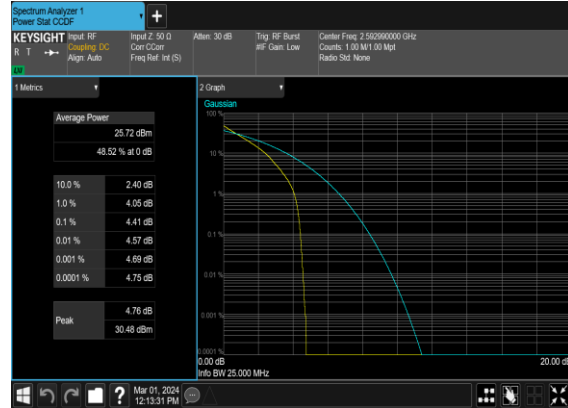 Spectrum Analyzer 1
Power Stat CCDF
KEYSIGHT
R T
LXI
Input: RF
Coupling: DC
Align: Auto
Input Z: 50 Ω
Corr CCorr
Freq Ref: Int (S)
Atten: 30 dB
Trig: RF Burst
#IF Gain: Low
Center Freq: 2.592990000 GHz
Counts: 1.00 M/1.00 Mpt
Radio Std: None
1 Metrics
Average Power
25.72 dBm
48.52 % at 0 dB
10.0 % 2.40 dB
1.0 % 4.05 dB
0.1 % 4.41 dB
0.01 % 4.57 dB
0.001 % 4.69 dB
0.0001 % 4.75 dB
Peak
4.76 dB
30.48 dBm
2 Graph
Gaussian
100 %
10 %
1 %
0.1 %
0.01 %
0.001 %
0.0001 %
0.00 dB
20.00 dB
Info BW 25.000 MHz
?
Mar 01, 2024
12:13:31 PM